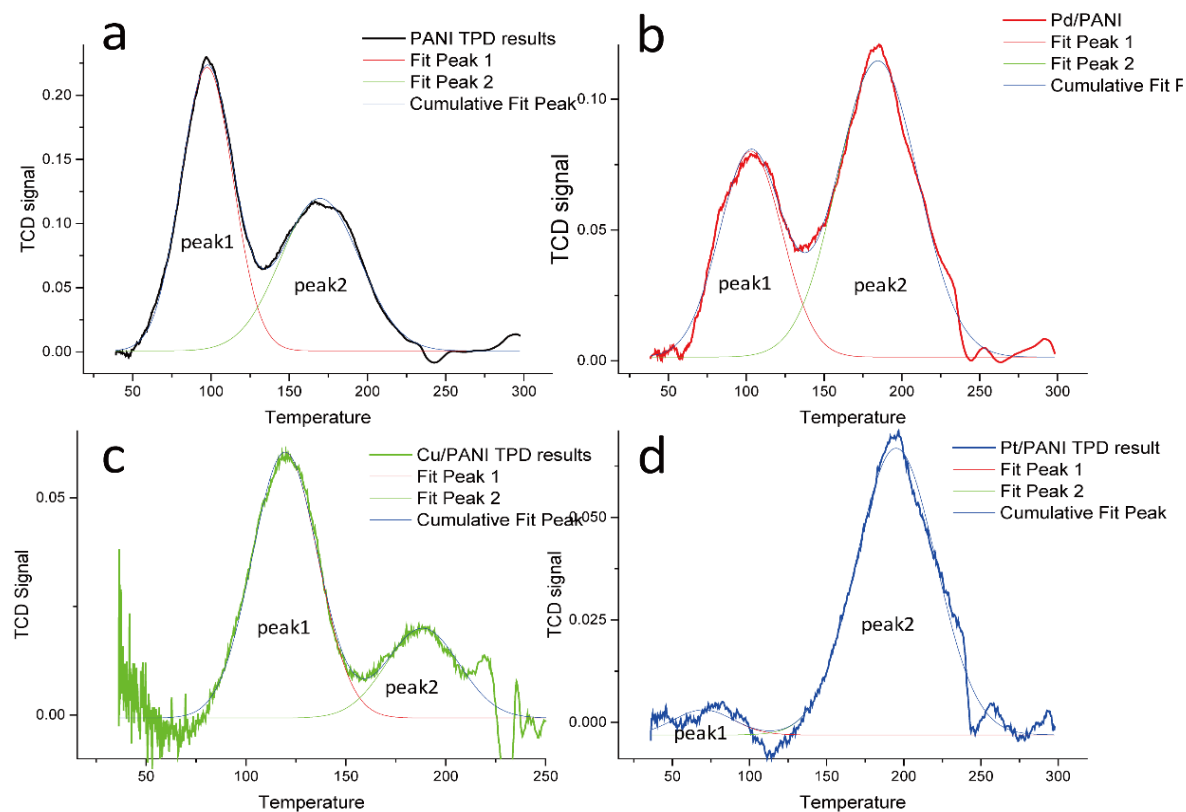 a
PANI TPD results
Fit Peak 1
Fit Peak 2
Cumulative Fit Peak
0.20
0.15
0.10
0.05
0.00
TCD signal
peak1
peak2
50
100
150
200
250
300
Temperature
b
Pd/PANI
Fit Peak 1
Fit Peak 2
Cumulative Fit P
0.10
0.05
0.00
TCD signal
peak1
peak2
50
100
150
200
250
300
Temperature
c
Cu/PANI TPD results
Fit Peak 1
Fit Peak 2
Cumulative Fit Peak
0.05
0.00
TCD Signal
peak1
peak2
50
100
150
200
250
Temperature
d
Pt/PANI TPD result
Fit Peak 1
Fit Peak 2
Cumulative Fit Peak
0.050
0.025
0.000
TCD signal
peak1
peak2
50
100
150
200
250
300
Temperature